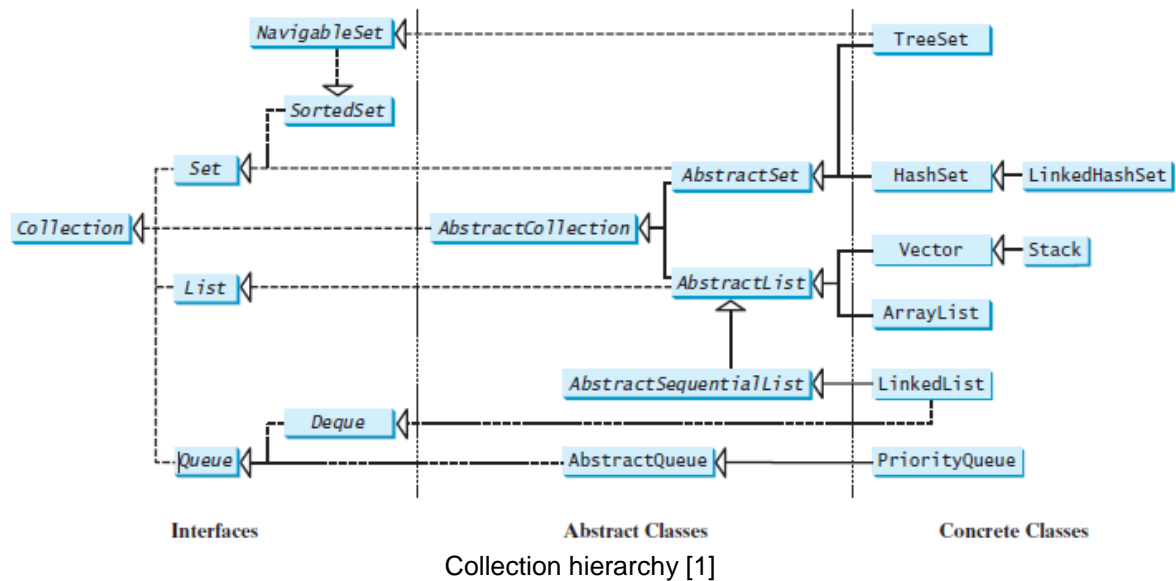 NavigableSet
TreeSet
SortedSet
Set
AbstractSet
HashSet
LinkedHashSet
Collection
AbstractCollection
Vector
Stack
List
AbstractList
ArrayList
AbstractSequentialList
LinkedList
Deque
Queue
AbstractQueue
PriorityQueue
Interfaces
Abstract Classes
Concrete Classes
Collection hierarchy [1]